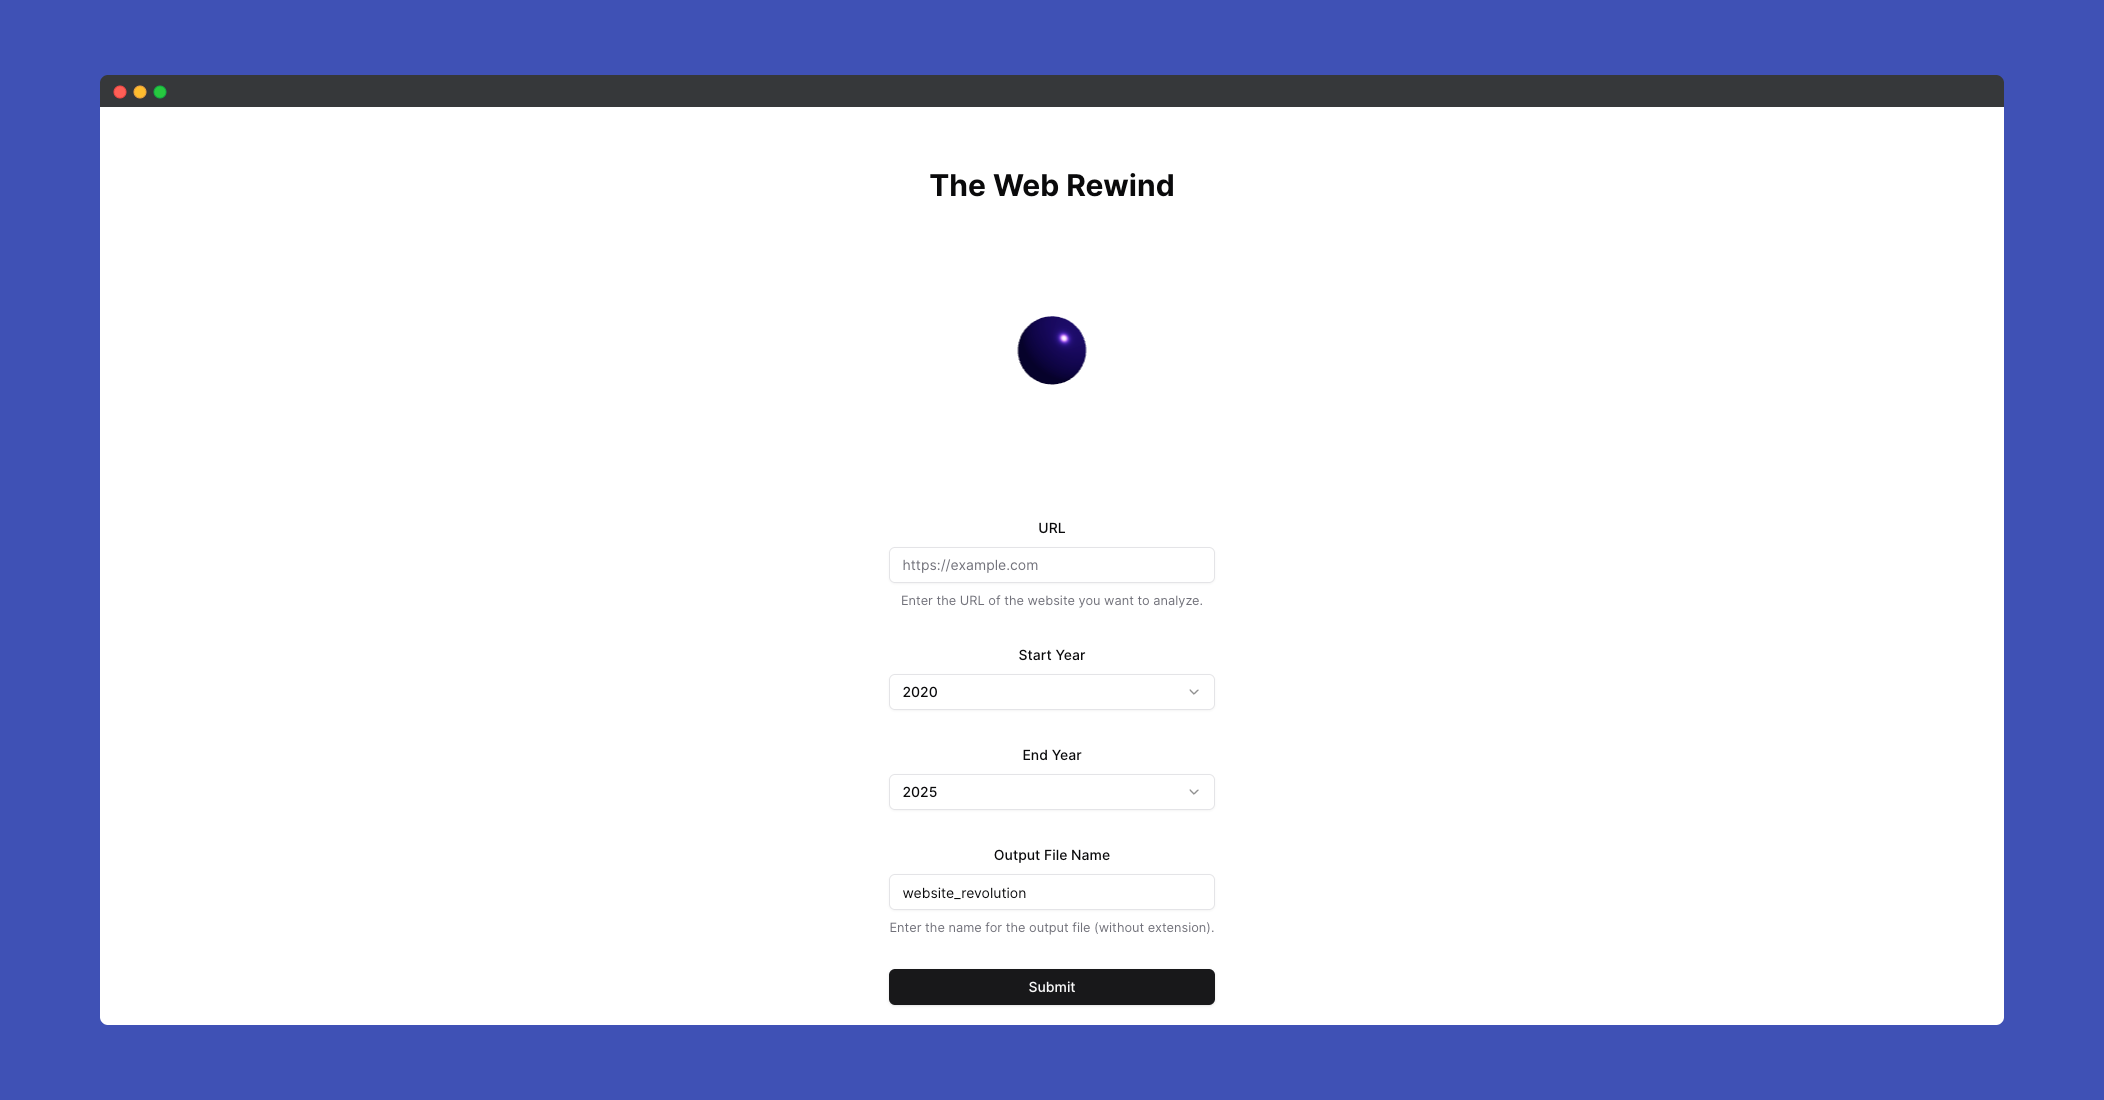 The Web Rewind
URL
https://example.com
Enter the URL of the website you want to analyze.
Start Year
2020
End Year
2025
Output File Name
website_revolution
Enter the name for the output file (without extension).
Submit